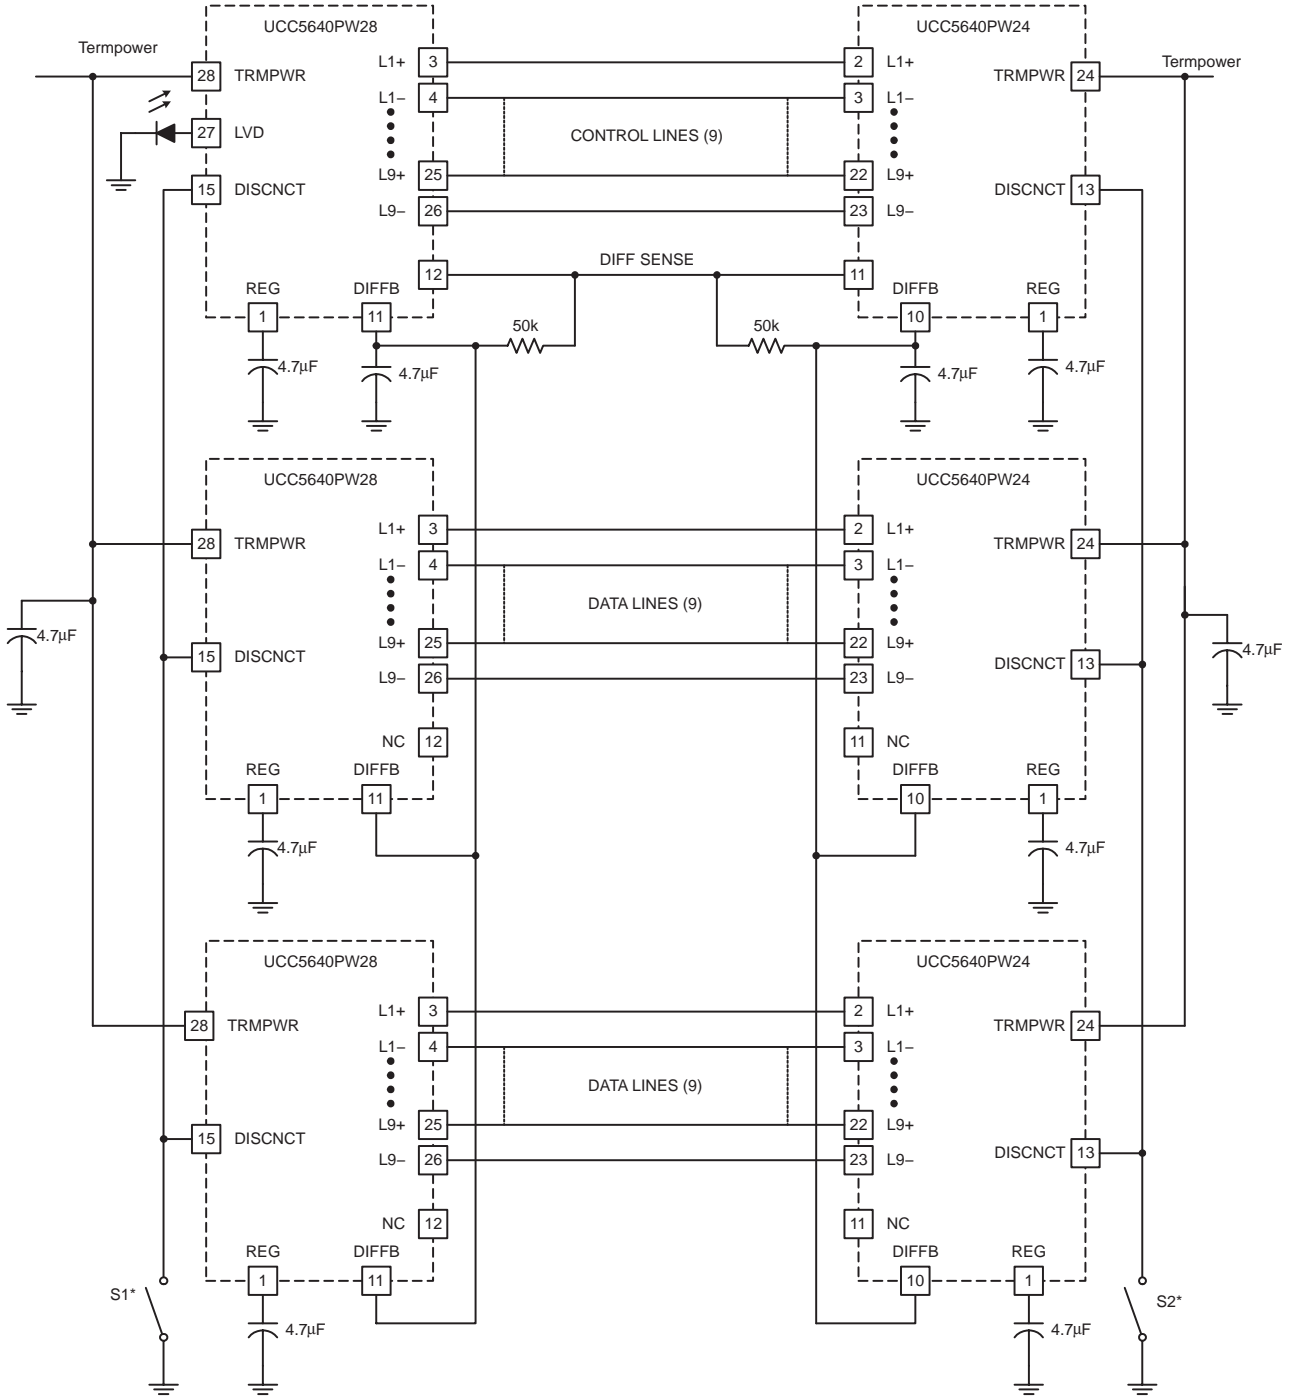 UCC5640PW28
UCC5640PW24
Termpower
Termpower
28 TRMPWR
L1+ 3
2 L1+
TRMPWR 24
L1– 4
3 L1–
27 LVD
CONTROL LINES (9)
L9+ 25
22 L9+
15 DISCNCT
DISCNCT 13
L9– 26
23 L9–
DIFF SENSE
12
11
REG
DIFFB
DIFFB
REG
1
11
10
1
50k
50k
4.7µF
4.7µF
4.7µF
4.7µF
UCC5640PW28
UCC5640PW24
L1+ 3
2 L1+
28 TRMPWR
TRMPWR 24
L1– 4
3 L1–
DATA LINES (9)
4.7µF
L9+ 25
22 L9+
4.7µF
15 DISCNCT
DISCNCT 13
L9– 26
23 L9–
NC 12
11 NC
REG
DIFFB
DIFFB
REG
1
11
10
1
4.7µF
4.7µF
UCC5640PW28
UCC5640PW24
L1+ 3
2 L1+
28 TRMPWR
TRMPWR 24
L1– 4
3 L1–
DATA LINES (9)
L9+ 25
22 L9+
15 DISCNCT
DISCNCT 13
L9– 26
23 L9–
NC 12
11 NC
REG
DIFFB
DIFFB
REG
1
11
10
1
S1*
S2*
4.7µF
4.7µF